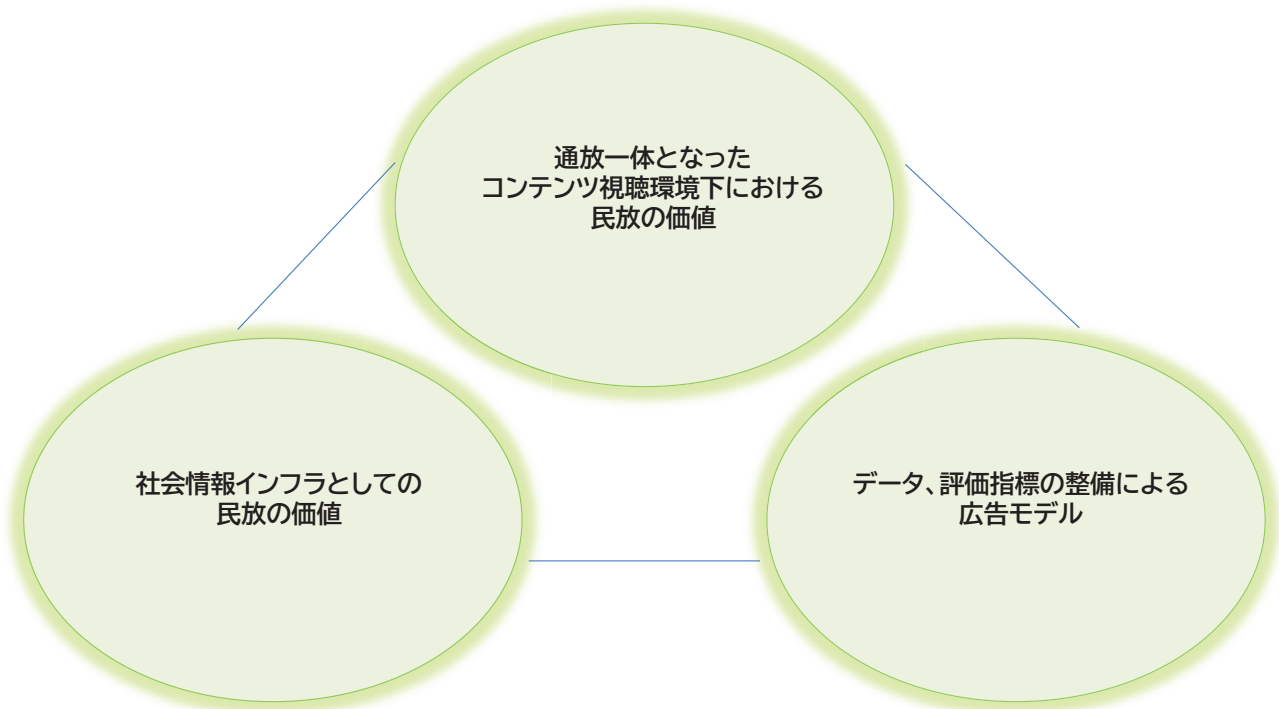 通放一体となった
コンテンツ視聴環境下における
民放の価値
社会情報インフラとしての
民放の価値
データ、評価指標の整備による
広告モデル